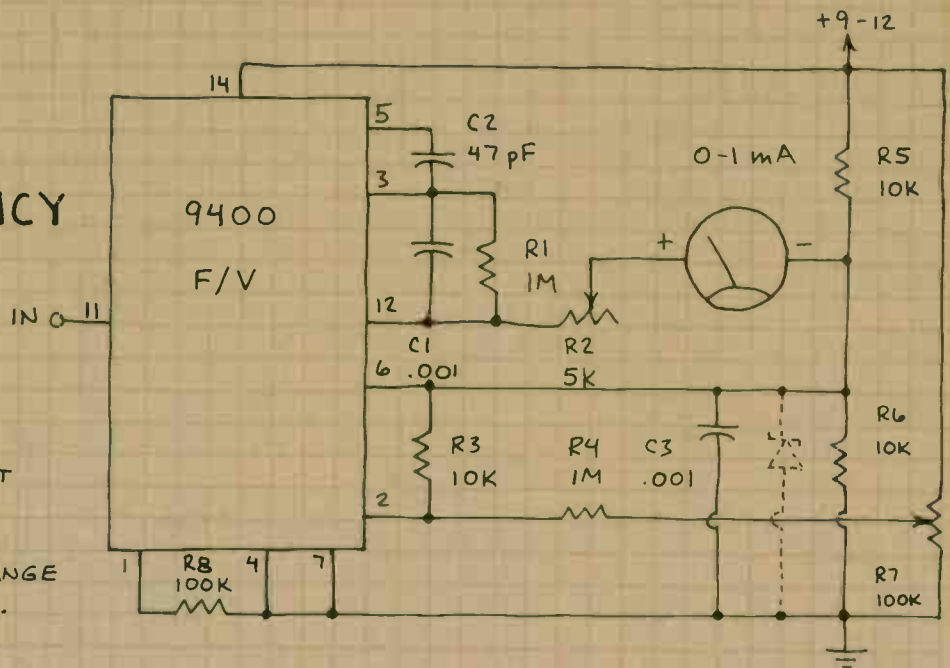 +9-12
14
5
C2
47 pF
0-1 mA
R5
10K
3
9400
F/V
+
-
R1
1M
IN
11
12
C1
.001
R2
5K
6
R3
10K
R4
1M
C3
.001
R6
10K
2
1
R8
100K
4
7
R7
100K